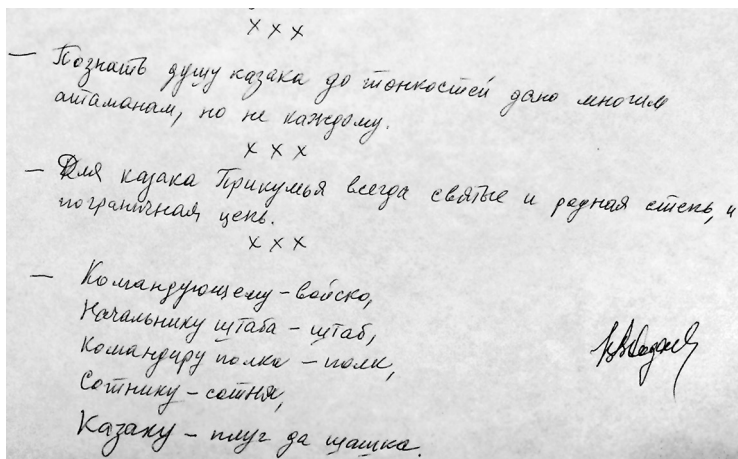 х х х
— Познать душу казака до тонкостей дано многим
атаманам, но не каждому.
х х х
— Для казака Прикумья всегда святые и родная степь, и
пограничная цепь.
х х х
— Командующему – войско,
Начальнику штаба – штаб,
Командиру полка – полк,
Сотнику – сотня,
Казаку – плуг да шашка.